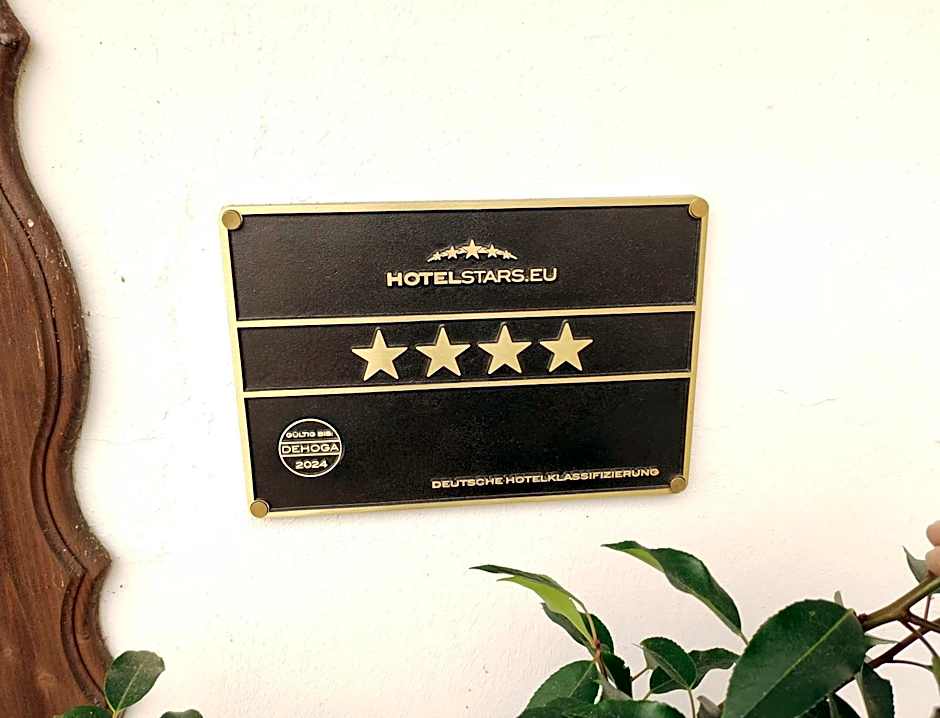 HOTELSTARS.EU
GÜLTIG BIS:
DEHOGA
2024
DEUTSCHE HOTELKLASSIFIZIERUNG